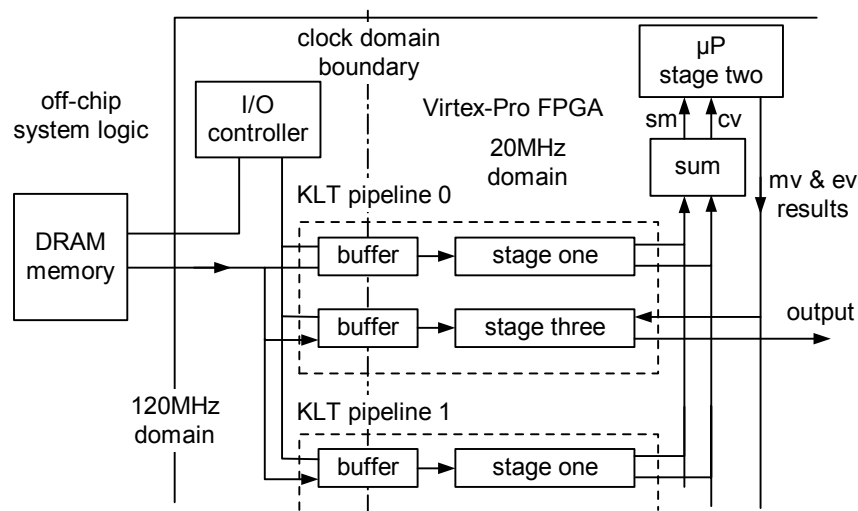 clock domain
boundary
µP
stage two
off-chip
system logic
I/O
controller
Virtex-Pro FPGA
20MHz
domain
sm
cv
sum
mv & ev
results
DRAM
memory
KLT pipeline 0
buffer
stage one
buffer
stage three
output
120MHz
domain
KLT pipeline 1
buffer
stage one